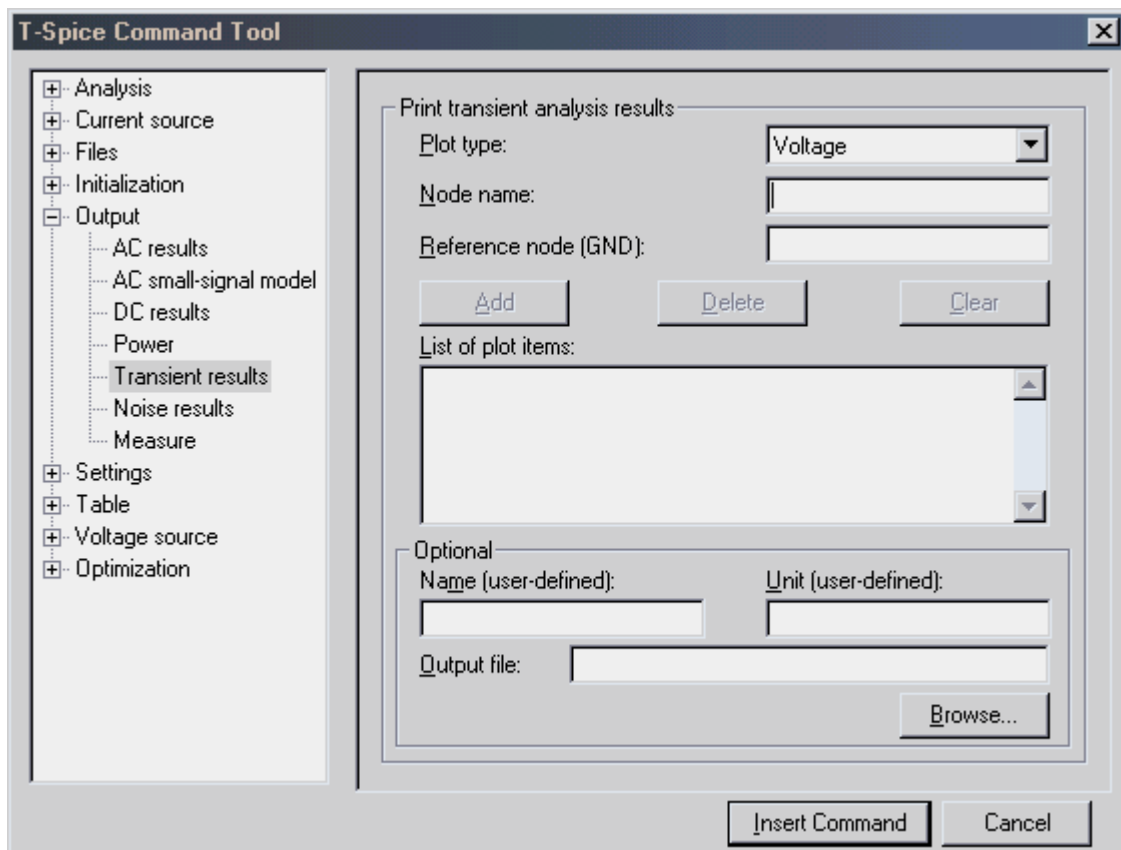 T-Spice Command Tool
Analysis
Current source
Files
Initialization
Output
AC results
AC small-signal model
DC results
Power
Transient results
Noise results
Measure
Settings
Table
Voltage source
Optimization
Print transient analysis results
Plot type:
Voltage
Node name:
Reference node (GND):
Add
Delete
Clear
List of plot items:
Optional
Name (user-defined):
Unit (user-defined):
Output file:
Browse...
Insert Command
Cancel